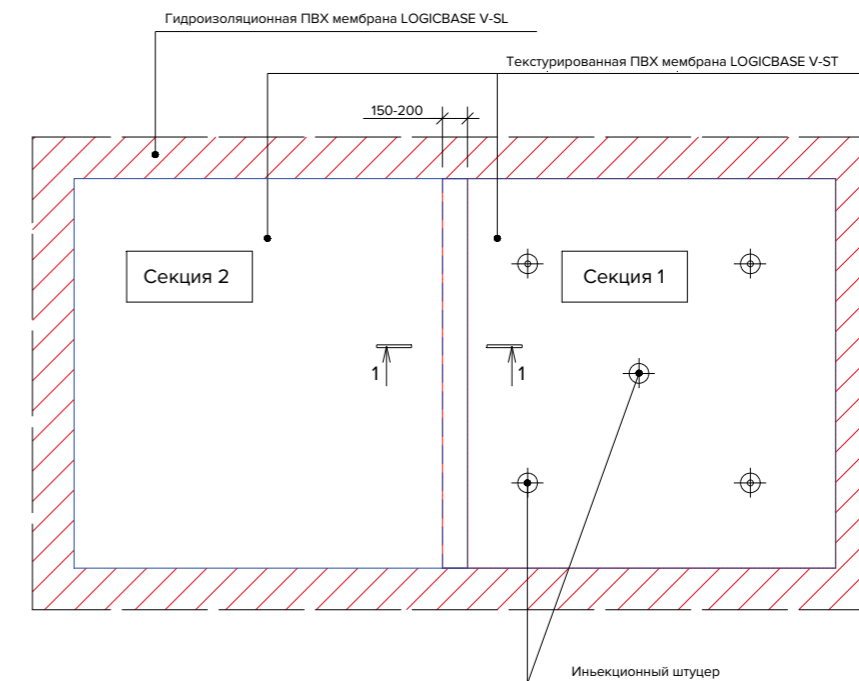 Гидроизоляционная ПВХ мембрана LOGICBASE V-SL
Текстурированная ПВХ мембрана LOGICBASE V-ST
150-200
Секция 2
Секция 1
1
1
Иньекционный штуцер